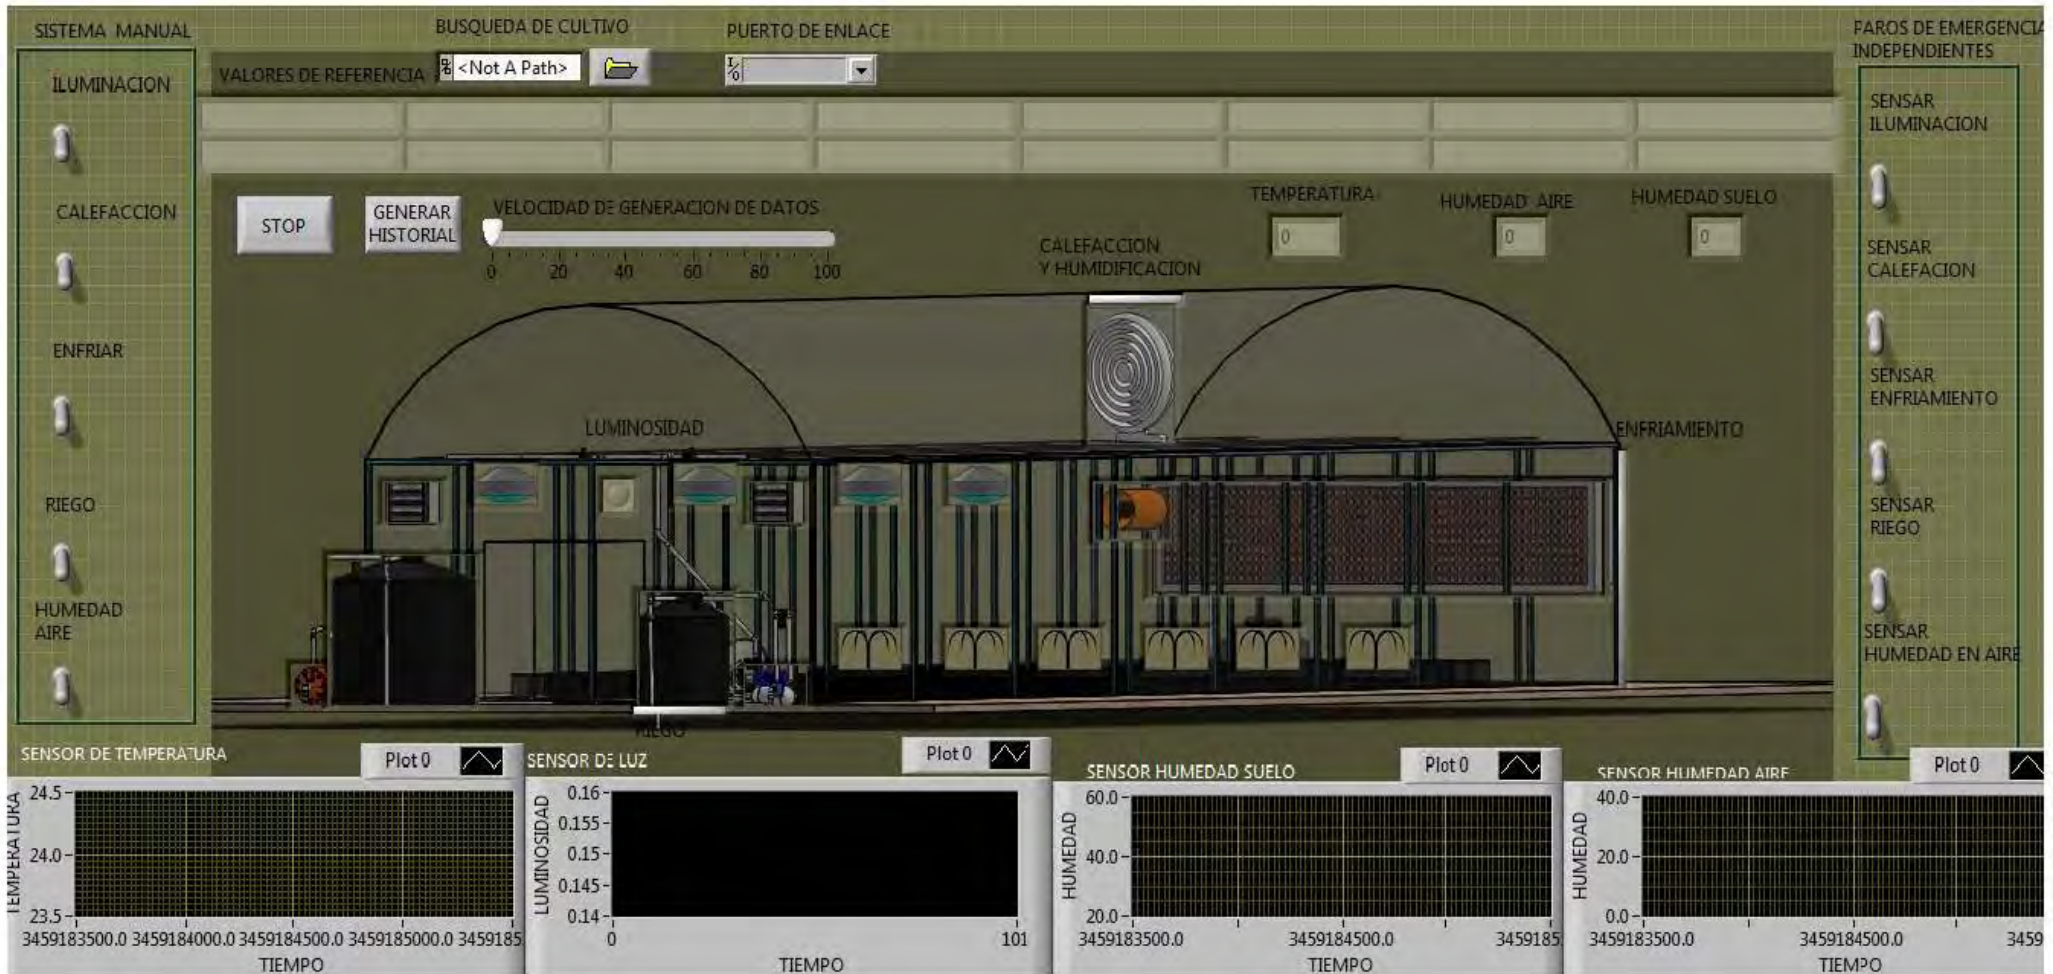 SISTEMA MANUAL
ILUMINACION
CALEFACCION
ENFRIAR
RIEGO
HUMEDAD
AIRE
BUSQUEDA DE CULTIVO
PUERTO DE ENLACE
VALORES DE REFERENCIA
<Not A Path>
I/O
STOP
GENERAR
HISTORIAL
VELOCIDAD DE GENERACION DE DATOS
0 20 40 60 80 100
TEMPERATURA
0
HUMEDAD AIRE
0
HUMEDAD SUELO
0
CALEFACCION
Y HUMIDIFICACION
LUMINOSIDAD
ENFRIAMIENTO
RIEGO
FAROS DE EMERGENCIA
INDEPENDIENTES
SENSAR
ILUMINACION
SENSAR
CALEFACION
SENSAR
ENFRIAMIENTO
SENSAR
RIEGO
SENSAR
HUMEDAD EN AIRE
SENSOR DE TEMPERATURA
Plot 0
TEMPERATURA
24.5
24.0
23.5
3459183500.0 3459184000.0 3459184500.0 3459185000.0 3459185
TIEMPO
SENSOR DE LUZ
Plot 0
LUMINOSIDAD
0.16
0.155
0.15
0.145
0.14
0 101
TIEMPO
SENSOR HUMEDAD SUELO
Plot 0
HUMEDAD
60.0
40.0
20.0
3459183500.0 3459184500.0 3459185
TIEMPO
SENSOR HUMEDAD AIRE
Plot 0
HUMEDAD
40.0
20.0
0.0
3459183500.0 3459184500.0 3459
TIEMPO